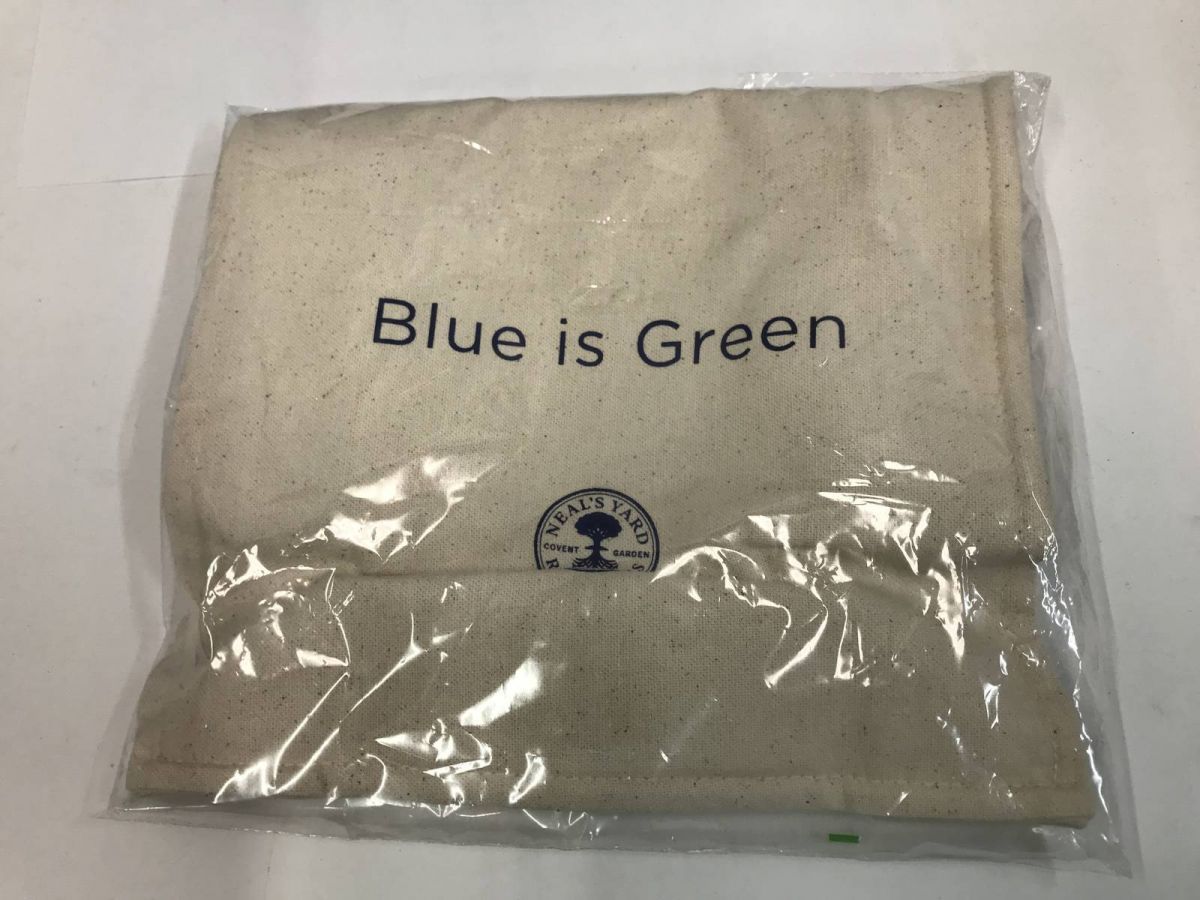 Blue is Green
NEAL'S YARD
COVENT GARDEN